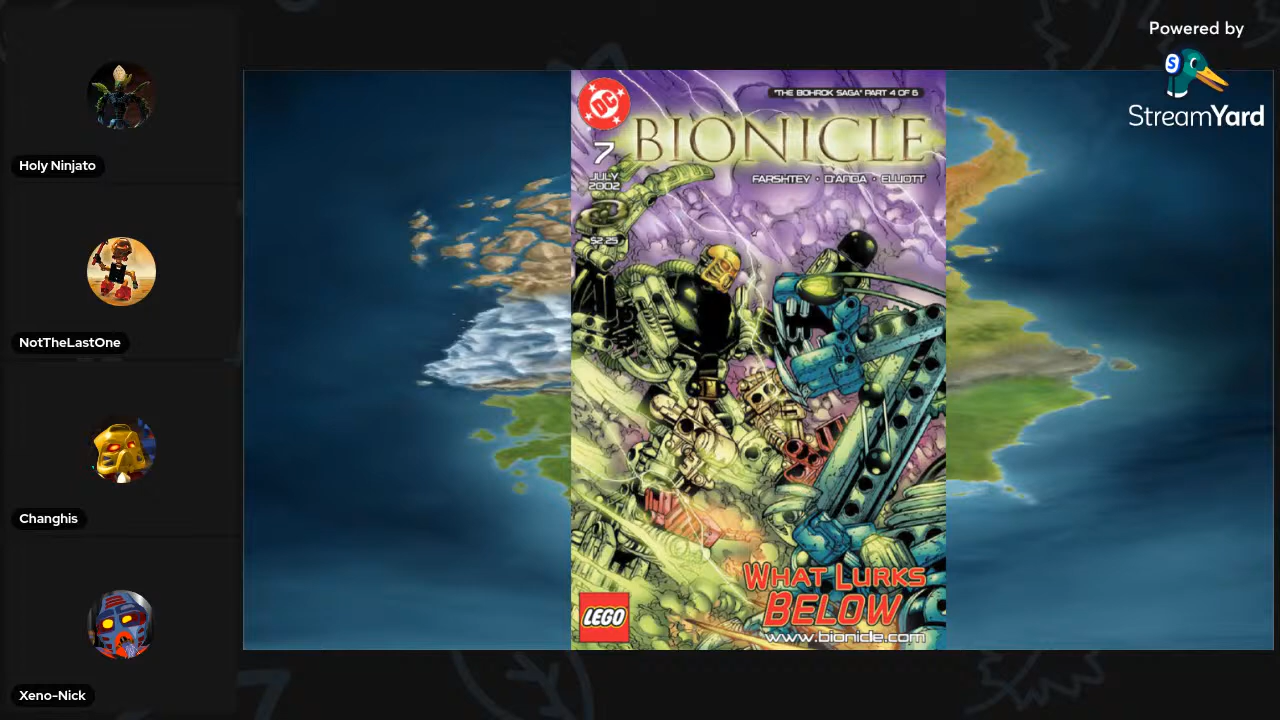 Powered by
S
StreamYard
Holy Ninjato
NotTheLastOne
Changhis
Xeno-Nick
DC
"THE BOHROK SAGA" PART 4 OF 6
BIONICLE
7
JULY
2002
FARSHTEY • D'ANDA • ELLIOTT
$2.25
WHAT LURKS
BELOW
LEGO
www.bionicle.com